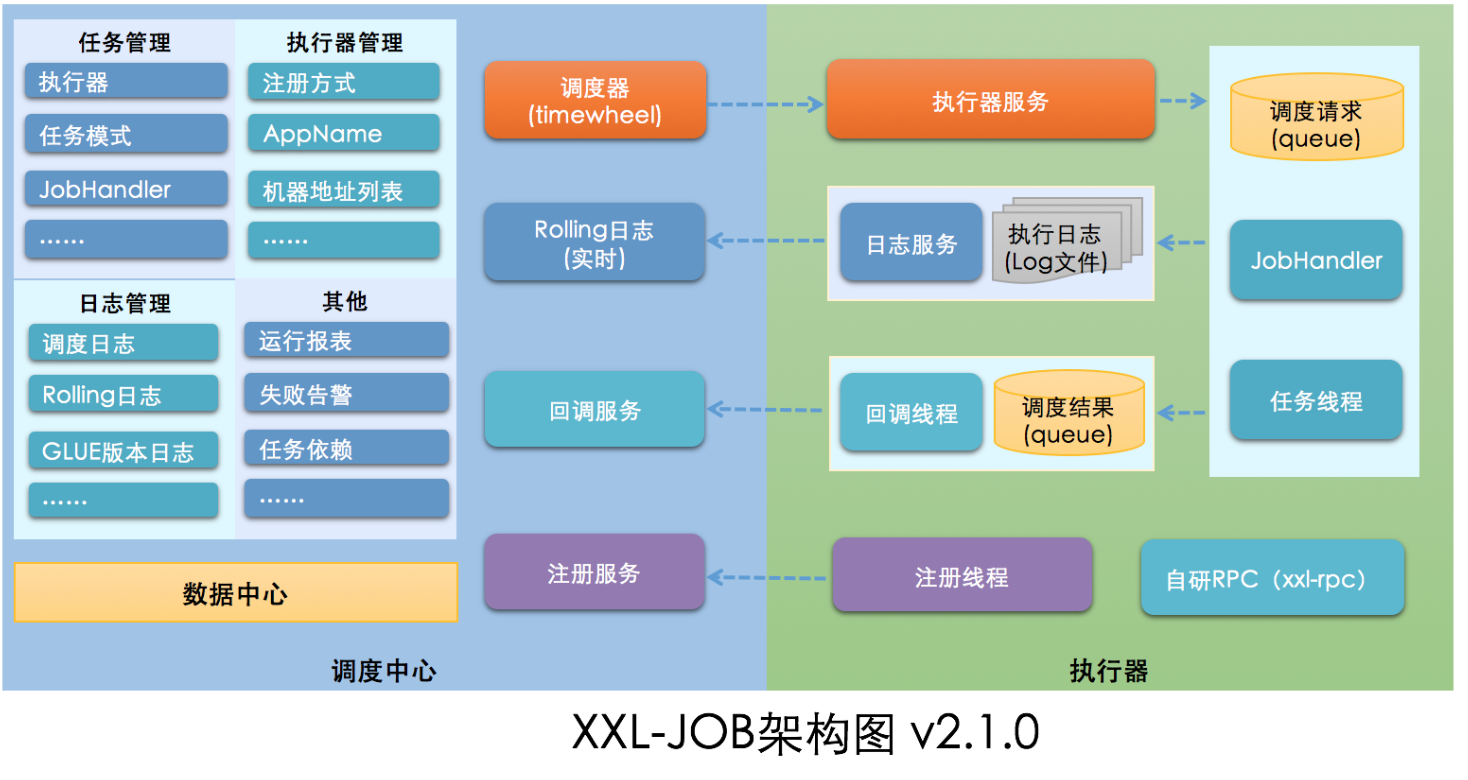 任务管理
执行器
任务模式
JobHandler
……
执行器管理
注册方式
AppName
机器地址列表
……
日志管理
调度日志
Rolling日志
GLUE版本日志
……
其他
运行报表
失败告警
任务依赖
……
数据中心
调度器
(timewheel)
Rolling日志
(实时)
回调服务
注册服务
调度中心
执行器服务
日志服务
执行日志
(Log文件)
回调线程
调度结果
(queue)
注册线程
调度请求
(queue)
JobHandler
任务线程
自研RPC（xxl-rpc）
执行器
XXL-JOB架构图 v2.1.0